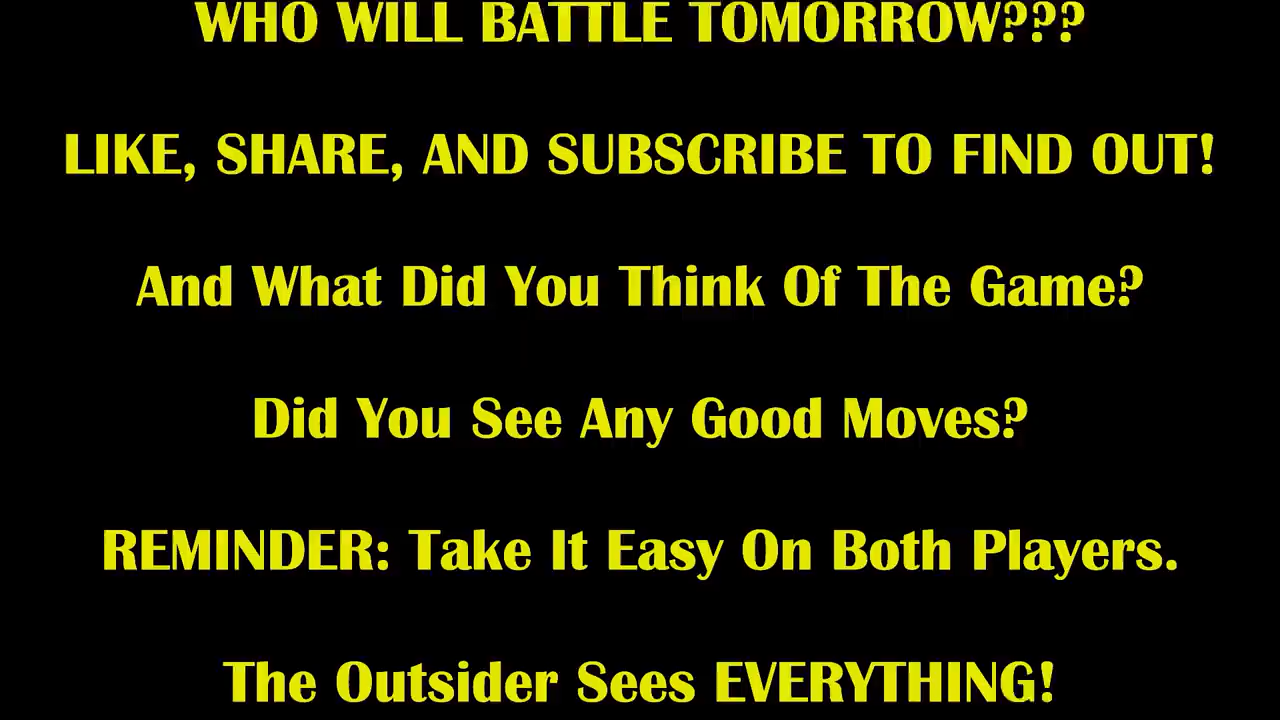 WHO WILL BATTLE TOMORROW???
LIKE, SHARE, AND SUBSCRIBE TO FIND OUT!
And What Did You Think Of The Game?
Did You See Any Good Moves?
REMINDER: Take It Easy On Both Players.
The Outsider Sees EVERYTHING!